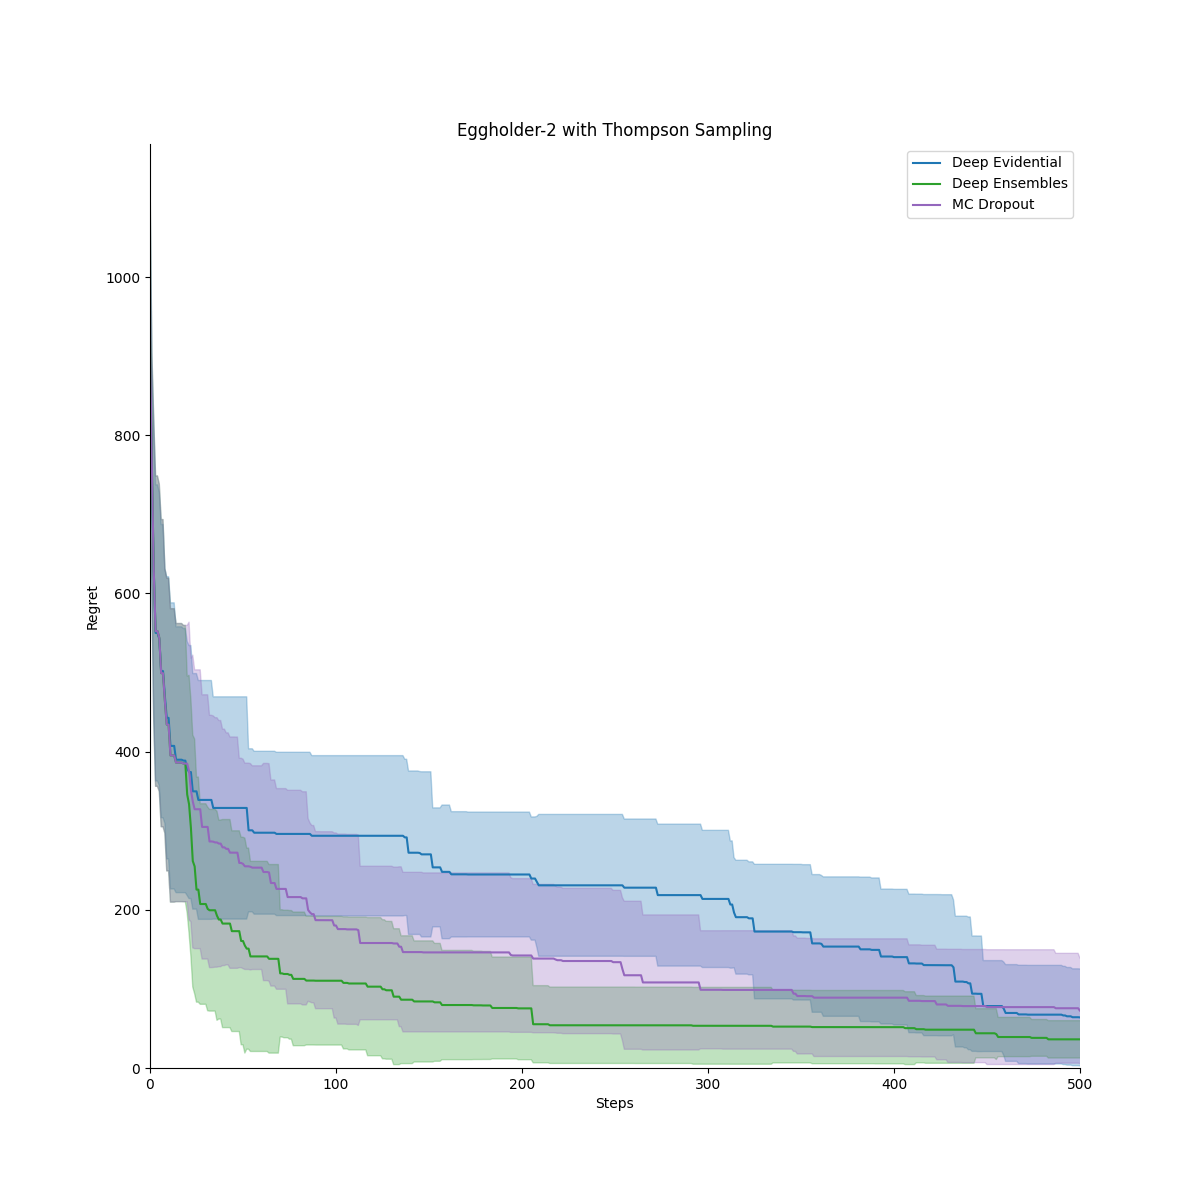 Eggholder-2 with Thompson Sampling
Deep Evidential
Deep Ensembles
MC Dropout
1000
800
600
400
200
0
Regret
0 100 200 300 400 500
Steps